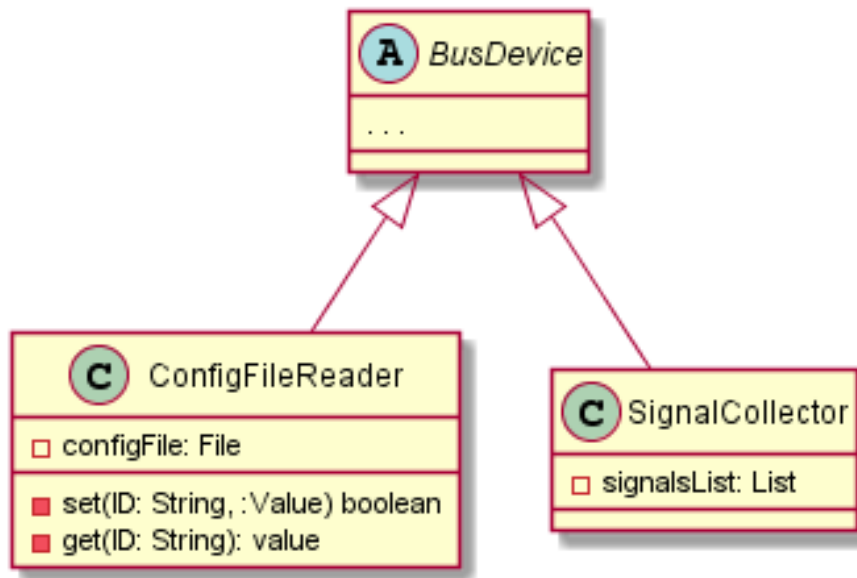 A BusDevice
...
C ConfigFileReader
configFile: File
set(ID: String, :Value) boolean
get(ID: String): value
C SignalCollector
signalsList: List